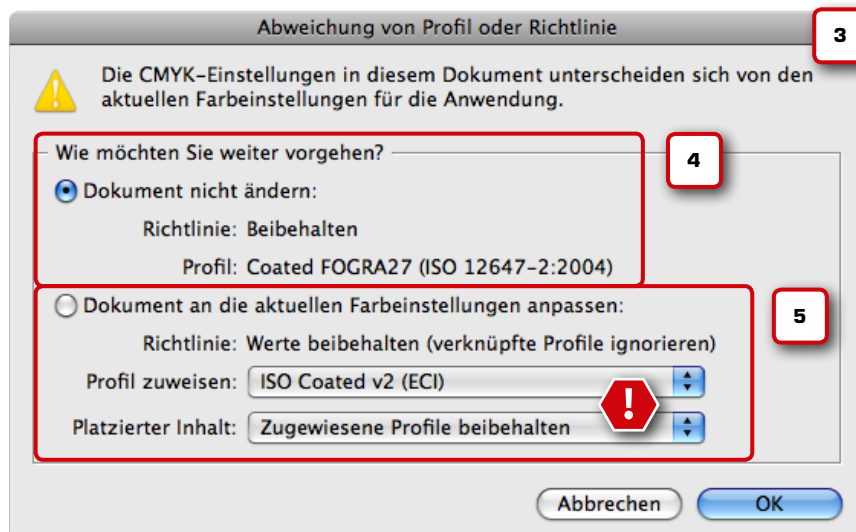 Abweichung von Profil oder Richtlinie
3
Die CMYK-Einstellungen in diesem Dokument unterscheiden sich von den
aktuellen Farbeinstellungen für die Anwendung.
Wie möchten Sie weiter vorgehen?
4
Dokument nicht ändern:
Richtlinie: Beibehalten
Profil: Coated FOGRA27 (ISO 12647-2:2004)
Dokument an die aktuellen Farbeinstellungen anpassen:
5
Richtlinie: Werte beibehalten (verknüpfte Profile ignorieren)
Profil zuweisen: ISO Coated v2 (ECI)
!
Platzierter Inhalt: Zugewiesene Profile beibehalten
Abbrechen OK